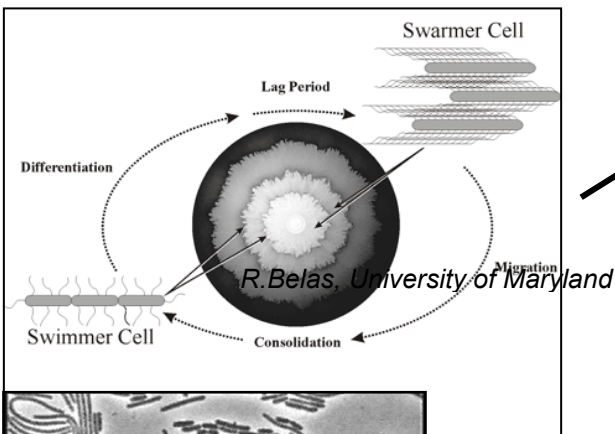 Swarmer Cell
Lag Period
Differentiation
R.Belas, University of Maryland
Migration
Swimmer Cell
Consolidation